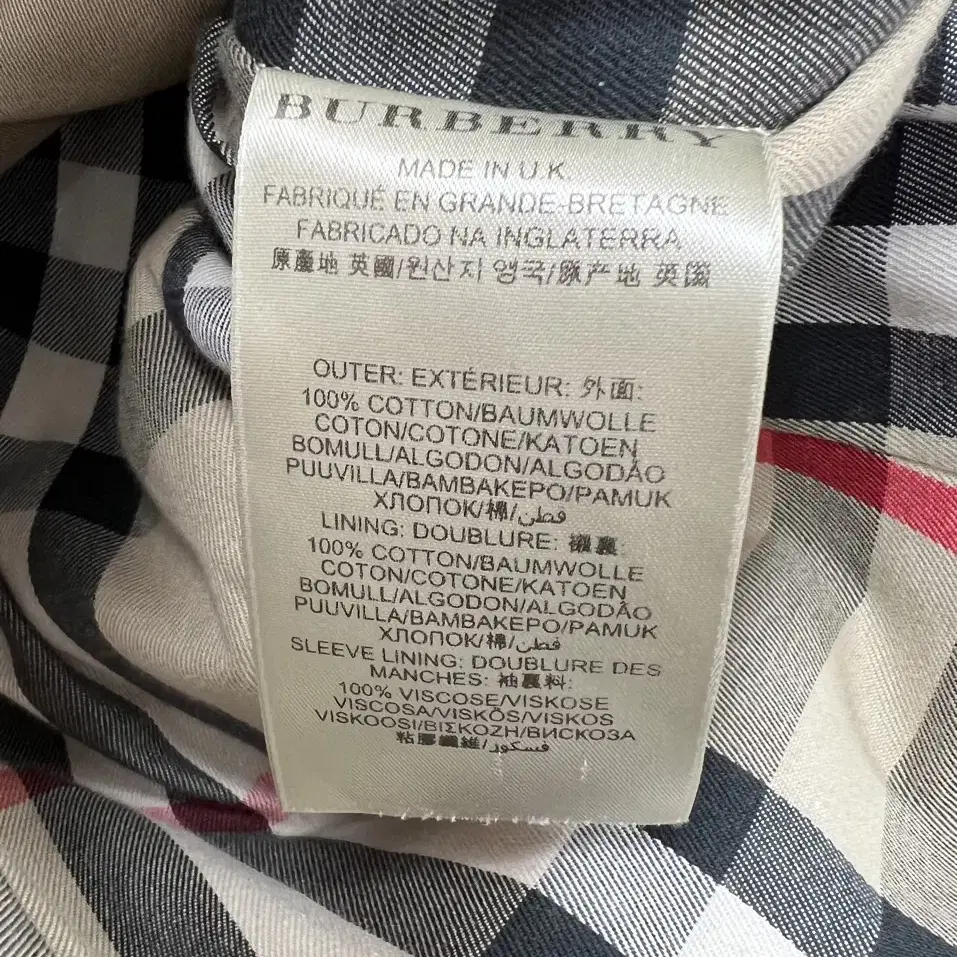 BURBERRY
MADE IN U.K.
FABRIQUÉ EN GRANDE-BRETAGNE
FABRICADO NA INGLATERRA
原產地 英國/원산지 영국/原产地 英国
OUTER: EXTÉRIEUR: 外面:
100% COTTON/BAUMWOLLE
COTON/COTONE/KATOEN
BOMULL/ALGODON/ALGODÃO
PUUVILLA/ΒΑΜΒΑΚΕΡΟ/PAMUK
ХЛОПОК/棉/قطن
LINING: DOUBLURE: 襯裏:
100% COTTON/BAUMWOLLE
COTON/COTONE/KATOEN
BOMULL/ALGODON/ALGODÃO
PUUVILLA/ΒΑΜΒΑΚΕΡΟ/PAMUK
ХЛОПОК/棉/قطن
SLEEVE LINING: DOUBLURE DES
MANCHES: 袖裏料:
100% VISCOSE/VISKOSE
VISCOSA/VISKÓS/VISKOS
VISKOOSI/ΒΙΣΚΟΖΗ/ВИСКОЗА
粘膠纖維/فسكوز